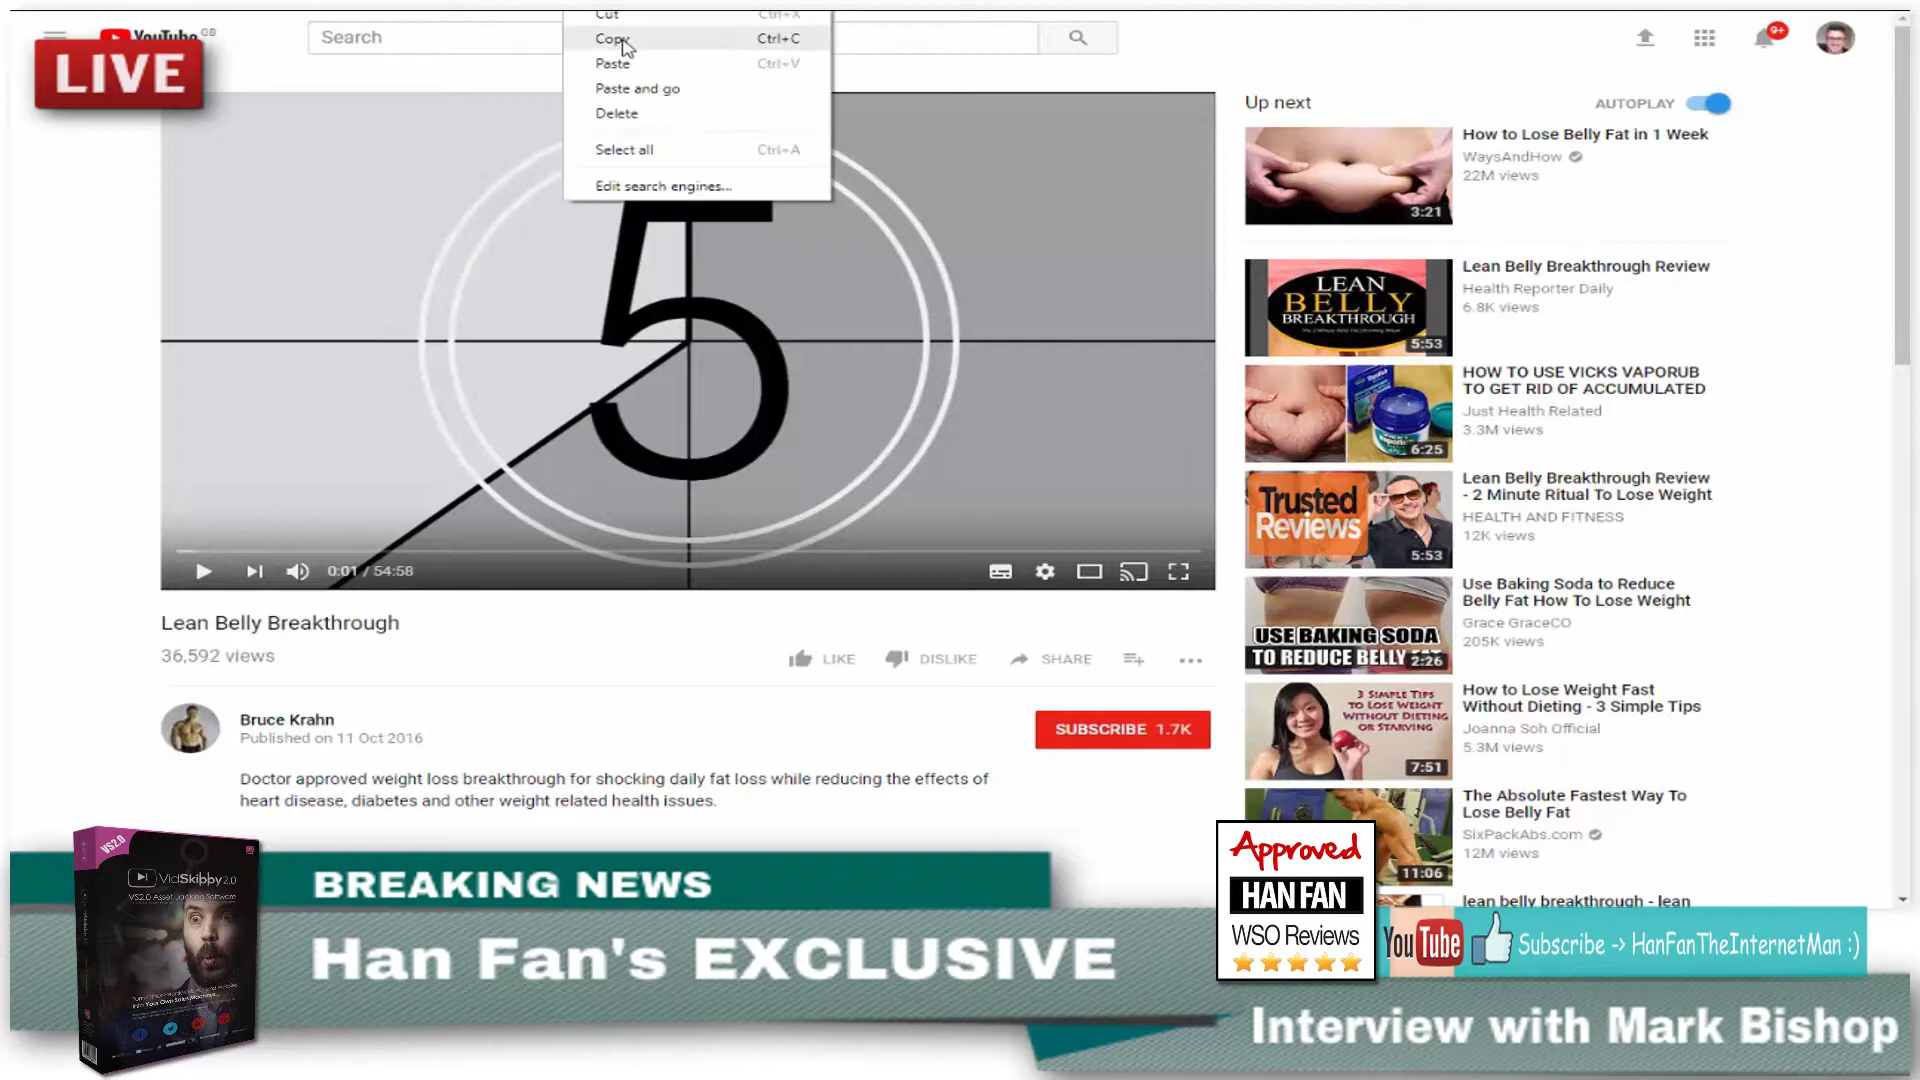 Cut Ctrl+X
YouTube GB
Search
Copy Ctrl+C
9+
LIVE
Paste Ctrl+V
Paste and go
Delete
Select all Ctrl+A
Edit search engines...
5
0:01 / 54:58
Lean Belly Breakthrough
36,592 views
LIKE DISLIKE SHARE
Bruce Krahn
Published on 11 Oct 2016
SUBSCRIBE 1.7K
Doctor approved weight loss breakthrough for shocking daily fat loss while reducing the effects of
heart disease, diabetes and other weight related health issues.
Up next
AUTOPLAY
How to Lose Belly Fat in 1 Week
WaysAndHow
22M views
3:21
Lean Belly Breakthrough Review
Health Reporter Daily
6.8K views
LEAN
BELLY
BREAKTHROUGH
5:53
HOW TO USE VICKS VAPORUB
TO GET RID OF ACCUMULATED
Just Health Related
3.3M views
6:25
Lean Belly Breakthrough Review
- 2 Minute Ritual To Lose Weight
HEALTH AND FITNESS
12K views
Trusted
Reviews
5:53
Use Baking Soda to Reduce
Belly Fat How To Lose Weight
Grace GraceCO
205K views
USE BAKING SODA
TO REDUCE BELLY FAT
2:26
How to Lose Weight Fast
Without Dieting - 3 Simple Tips
Joanna Soh Official
5.3M views
3 SIMPLE TIPS
TO LOSE WEIGHT
WITHOUT DIETING
OR STARVING
7:51
The Absolute Fastest Way To
Lose Belly Fat
SixPackAbs.com
12M views
11:06
lean belly breakthrough - lean
VS2.0
VidSkippy 2.0
VS2.0 Asset Jacking Software
BREAKING NEWS
Han Fan's EXCLUSIVE
Approved
HAN FAN
WSO Reviews
YouTube Subscribe -> HanFanTheInternetMan :)
Interview with Mark Bishop